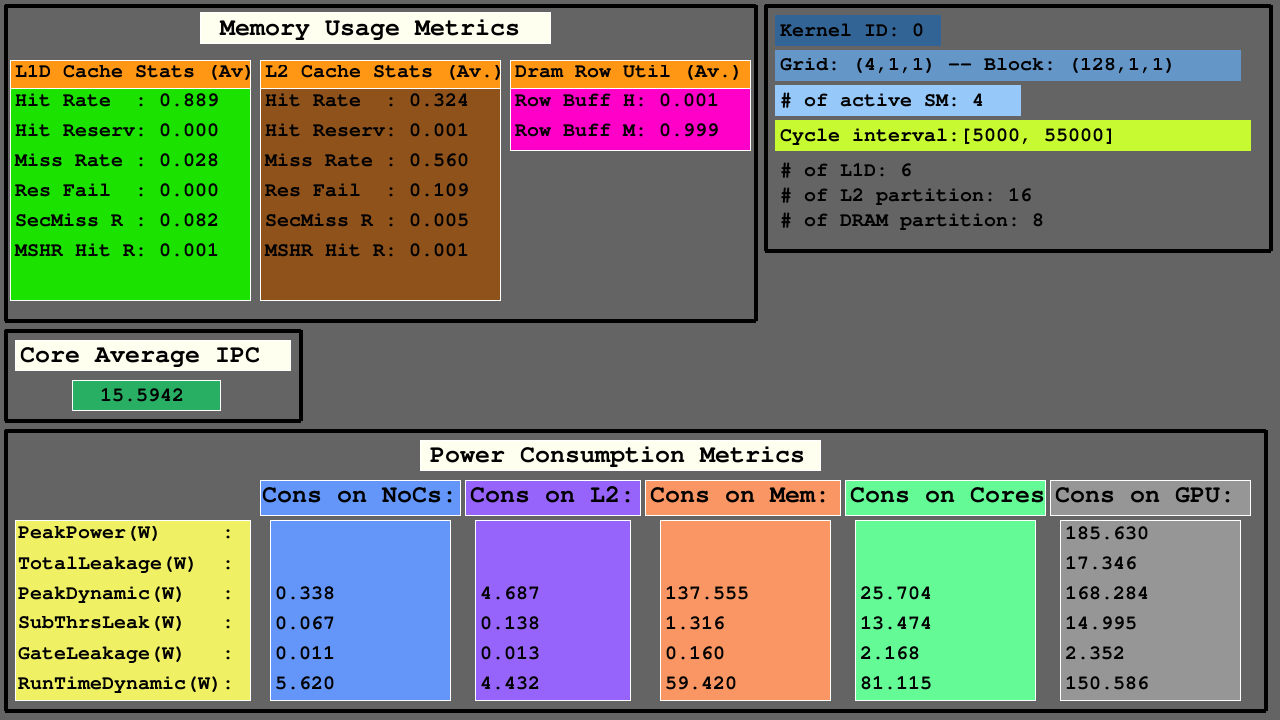 Memory Usage Metrics
L1D Cache Stats (Av)
Hit Rate  : 0.889
Hit Reserv: 0.000
Miss Rate : 0.028
Res Fail  : 0.000
SecMiss R : 0.082
MSHR Hit R: 0.001
L2 Cache Stats (Av.)
Hit Rate  : 0.324
Hit Reserv: 0.001
Miss Rate : 0.560
Res Fail  : 0.109
SecMiss R : 0.005
MSHR Hit R: 0.001
Dram Row Util (Av.)
Row Buff H: 0.001
Row Buff M: 0.999
Kernel ID: 0
Grid: (4,1,1) -- Block: (128,1,1)
# of active SM: 4
Cycle interval:[5000, 55000]
# of L1D: 6
# of L2 partition: 16
# of DRAM partition: 8
Core Average IPC
15.5942
Power Consumption Metrics
Cons on NoCs: Cons on L2: Cons on Mem: Cons on Cores Cons on GPU:
PeakPower(W) : 185.630
TotalLeakage(W) : 17.346
PeakDynamic(W) : 0.338 4.687 137.555 25.704 168.284
SubThrsLeak(W) : 0.067 0.138 1.316 13.474 14.995
GateLeakage(W) : 0.011 0.013 0.160 2.168 2.352
RunTimeDynamic(W): 5.620 4.432 59.420 81.115 150.586